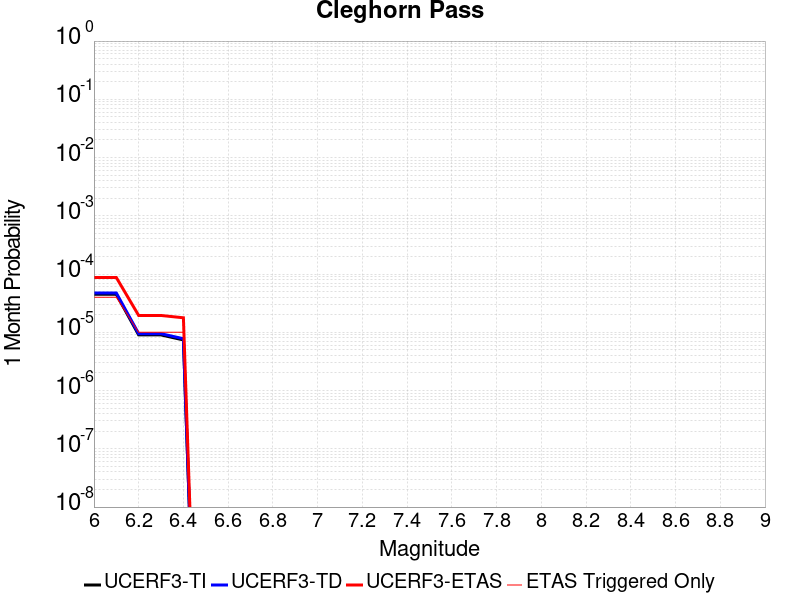 Cleghorn Pass
10^0
10^-1
10^-2
10^-3
10^-4
10^-5
10^-6
10^-7
10^-8
1 Month Probability
6 6.2 6.4 6.6 6.8 7 7.2 7.4 7.6 7.8 8 8.2 8.4 8.6 8.8 9
Magnitude
UCERF3-TI UCERF3-TD UCERF3-ETAS ETAS Triggered Only